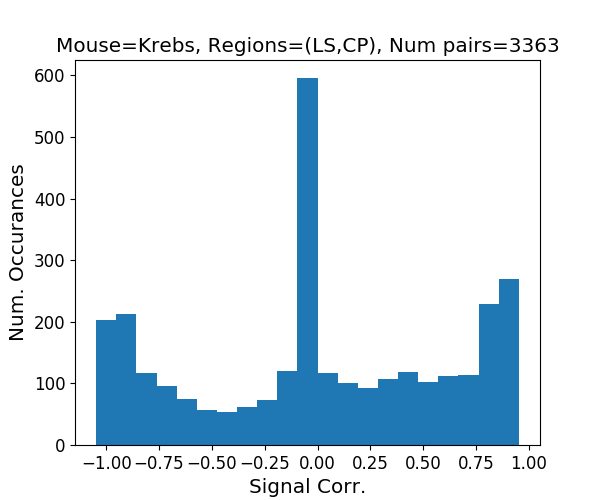 Mouse=Krebs, Regions=(LS,CP), Num pairs=3363
600
500
400
300
200
100
0
Num. Occurances
−1.00 −0.75 −0.50 −0.25 0.00 0.25 0.50 0.75 1.00
Signal Corr.